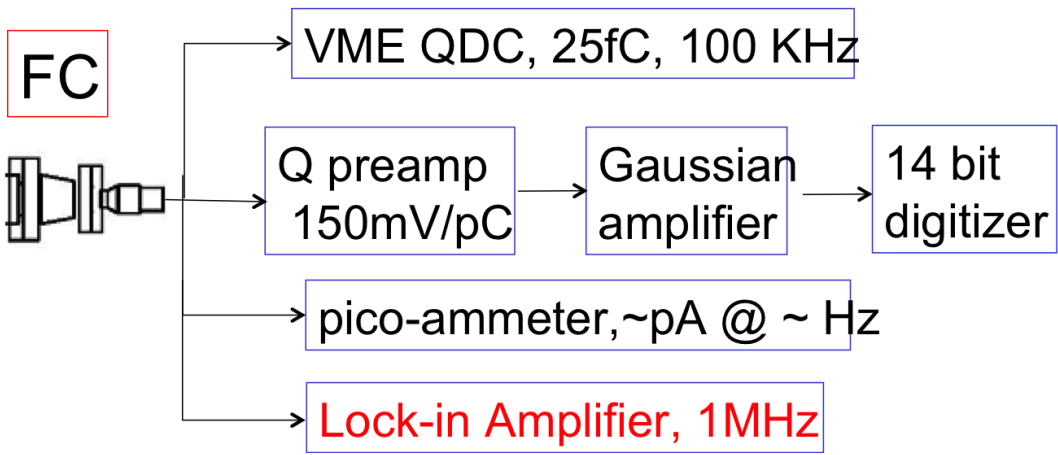 FC
VME QDC, 25fC, 100 KHz
Q preamp
150mV/pC
Gaussian
amplifier
14 bit
digitizer
pico-ammeter,~pA @ ~ Hz
Lock-in Amplifier, 1MHz